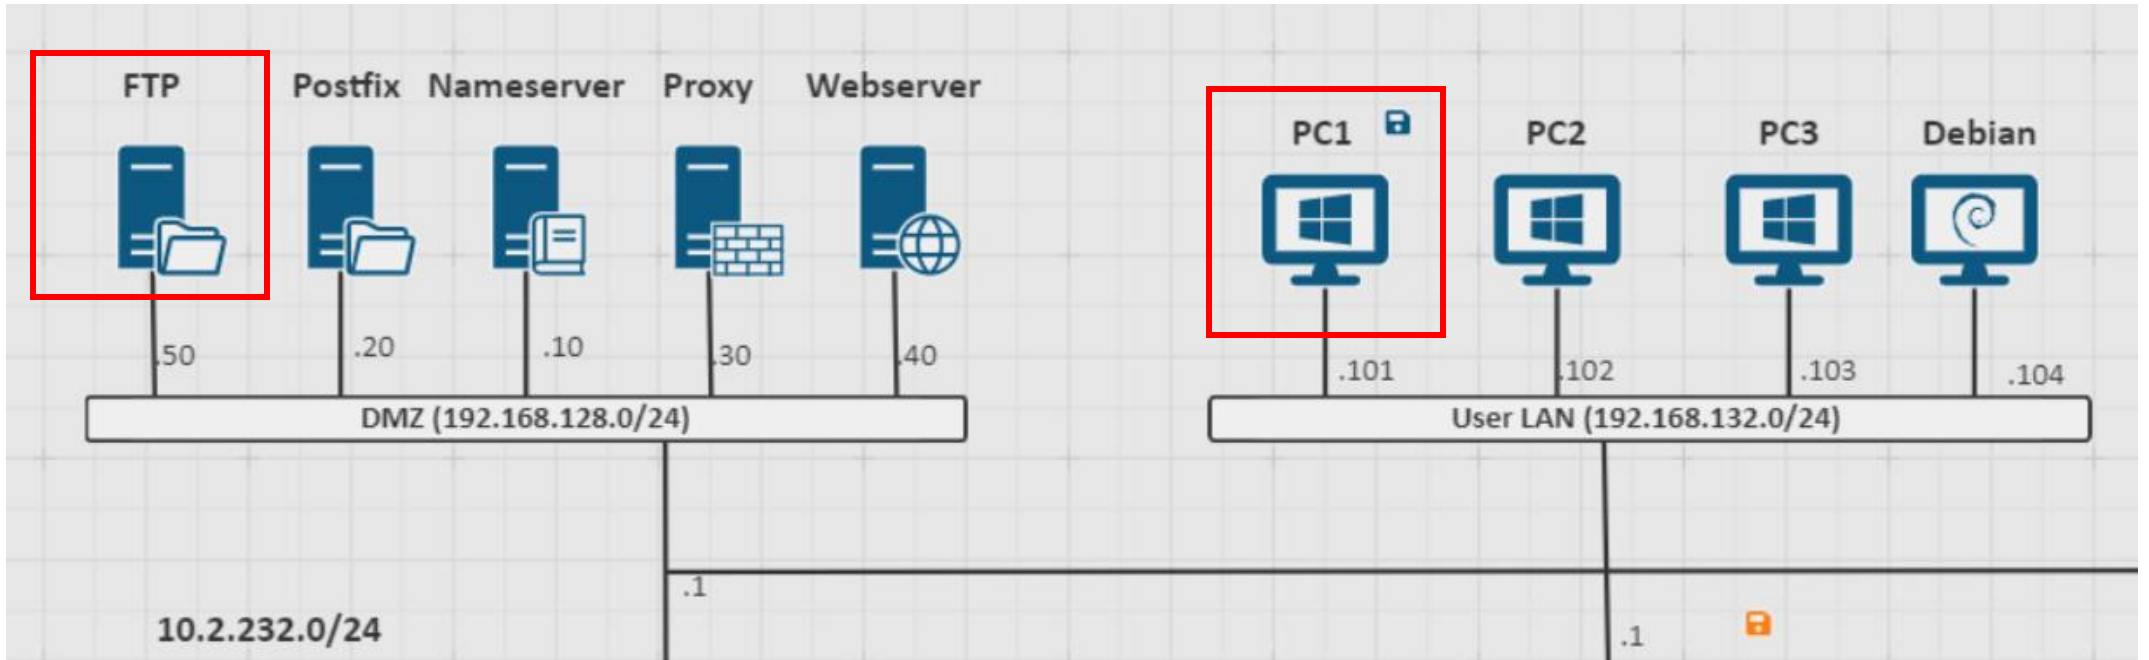 FTP
Postfix
Nameserver
Proxy
Webserver
PC1
PC2
PC3
Debian
.50
.20
.10
.30
.40
.101
.102
.103
.104
DMZ (192.168.128.0/24)
User LAN (192.168.132.0/24)
.1
10.2.232.0/24
.1